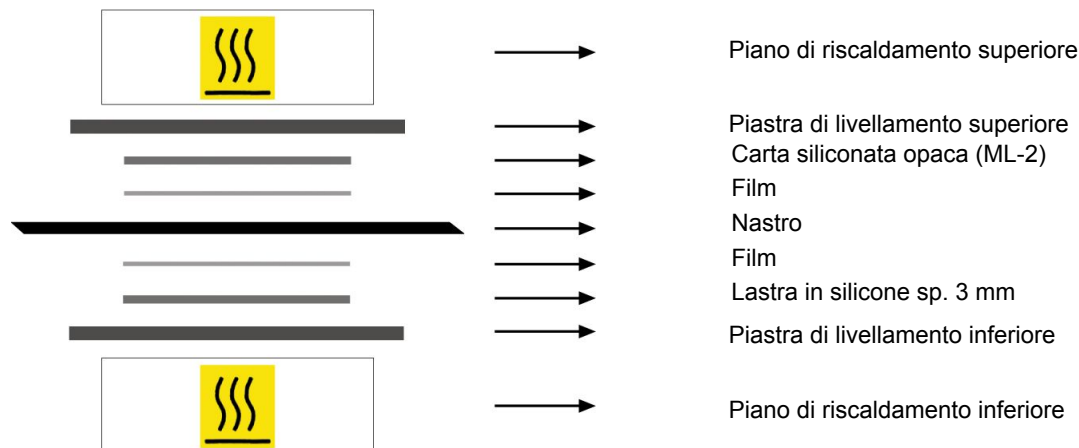 Piano di riscaldamento superiore
Piastra di livellamento superiore
Carta siliconata opaca (ML-2)
Film
Nastro
Film
Lastra in silicone sp. 3 mm
Piastra di livellamento inferiore
Piano di riscaldamento inferiore